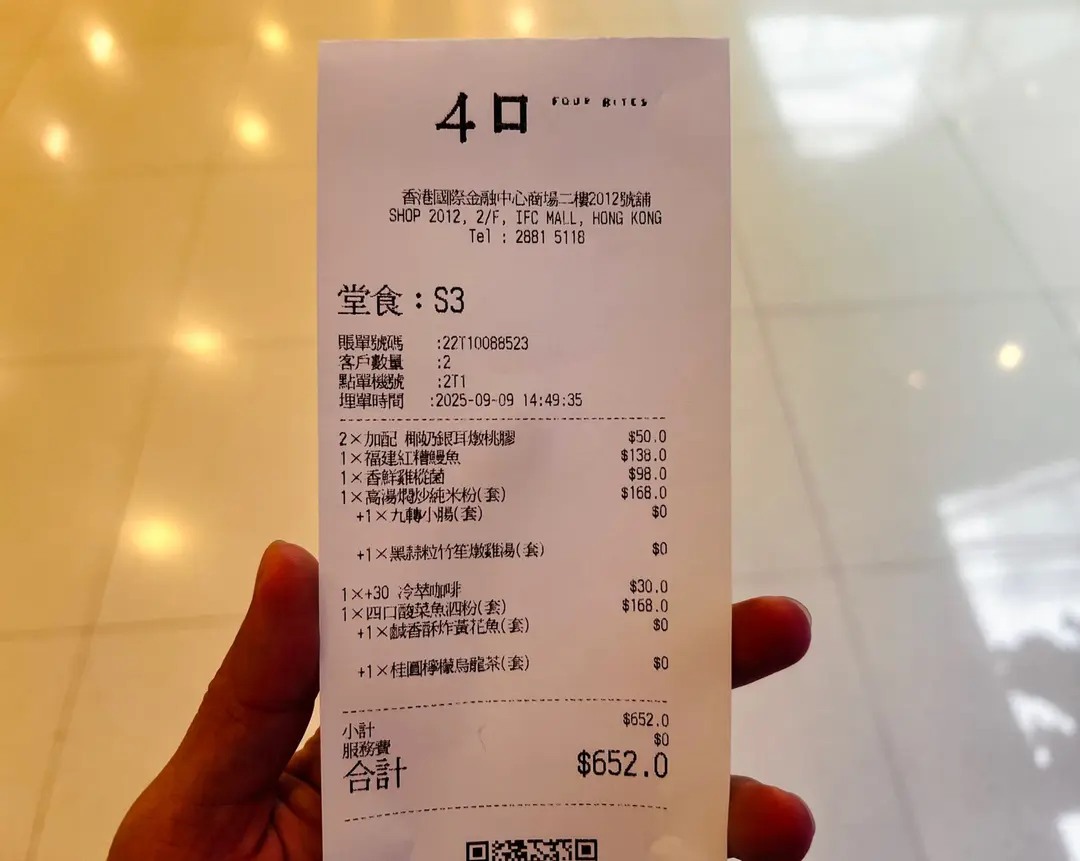 4口 FOUR BITES
香港國際金融中心商場二樓2012號舖
SHOP 2012, 2/F, IFC MALL, HONG KONG
Tel : 2881 5118
堂食：S3
賬單號碼 :22T10088523
客戶數量 :2
點單機號 :2T1
埋單時間 :2025-09-09 14:49:35
2×加配 椰奶銀耳燉桃膠 $50.0
1×福建紅糟鰻魚 $138.0
1×香鮮雞樅菌 $98.0
1×高湯燜炒純米粉(套) $168.0
+1×九轉小腸(套) $0
+1×黑蒜粒竹笙燉雞湯(套) $0
1×+30 冷萃咖啡 $30.0
1×四口酸菜魚泗粉(套) $168.0
+1×鹹香酥炸黃花魚(套) $0
+1×桂圓檸檬烏龍茶(套) $0
小計 $652.0
服務費 $0
合計 $652.0